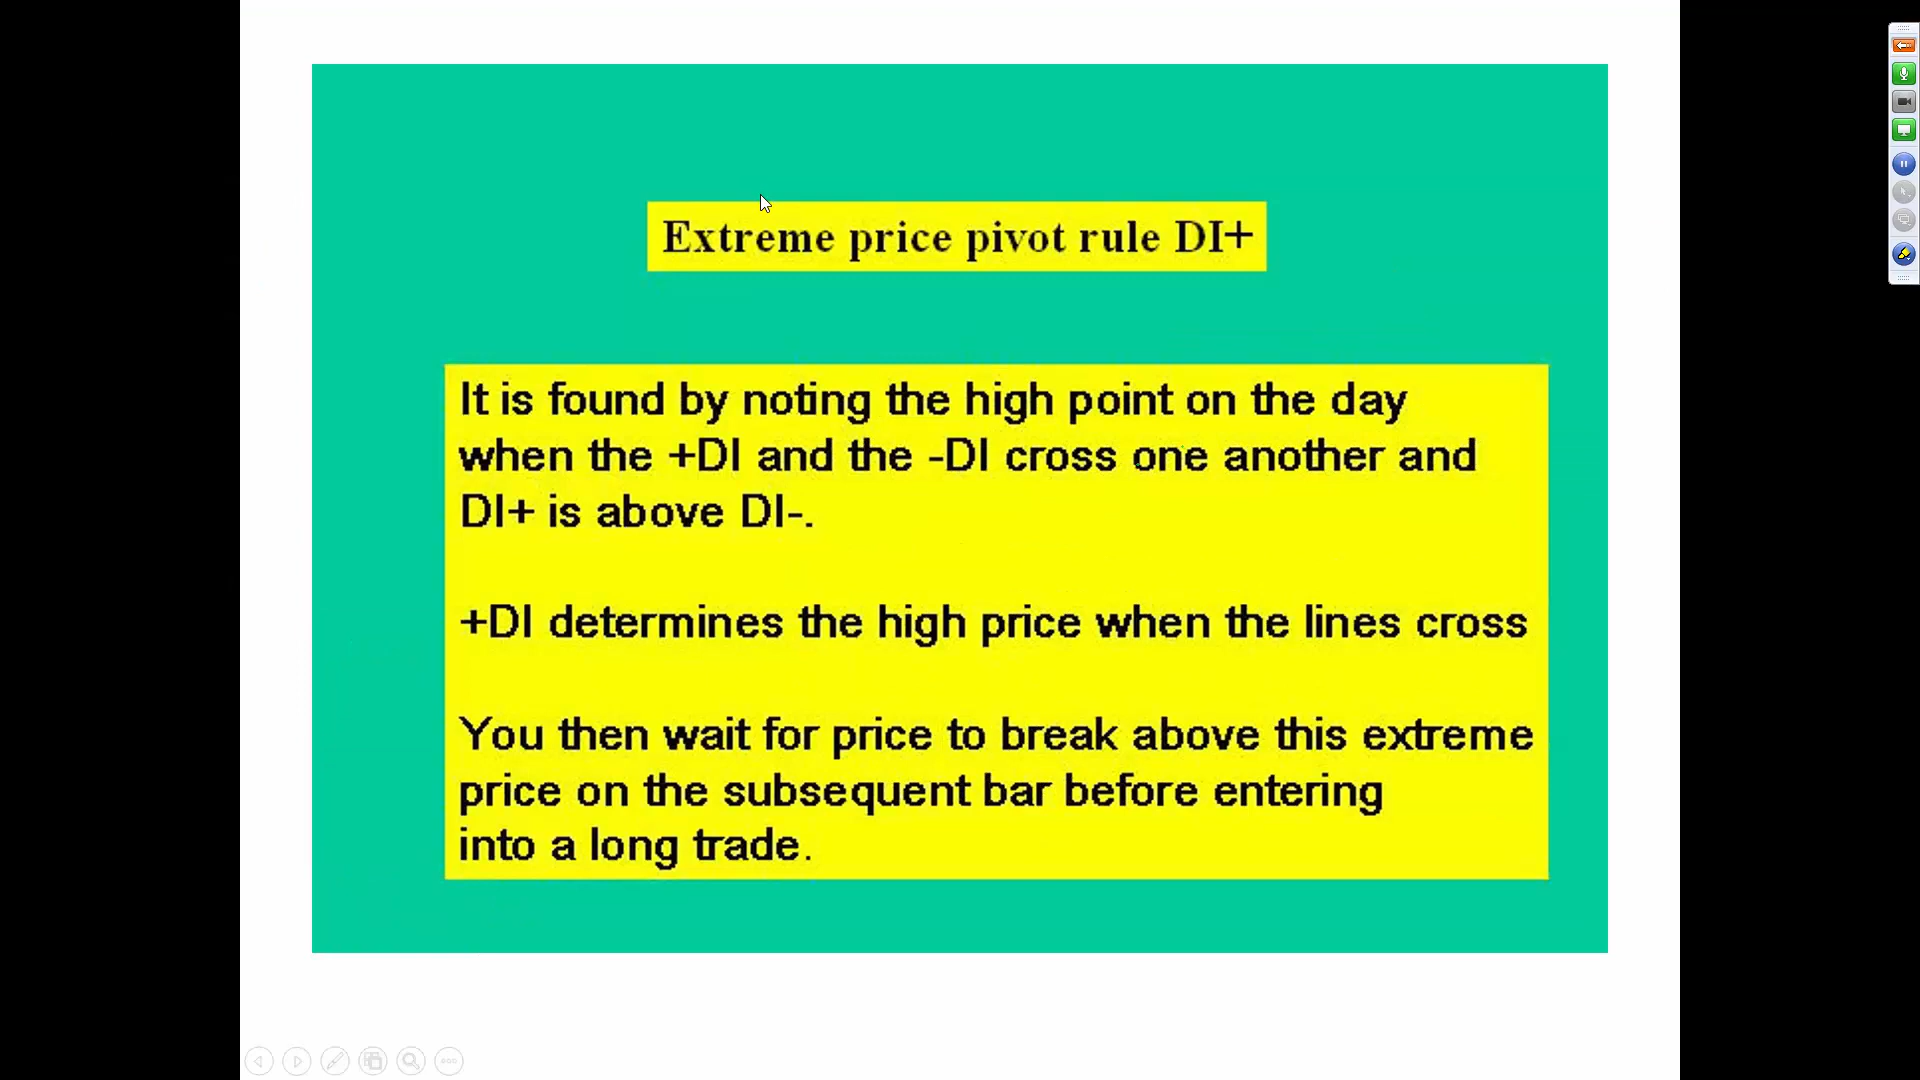 Extreme price pivot rule DI+
It is found by noting the high point on the day
when the +DI and the -DI cross one another and
DI+ is above DI-.
+DI determines the high price when the lines cross
You then wait for price to break above this extreme
price on the subsequent bar before entering
into a long trade.